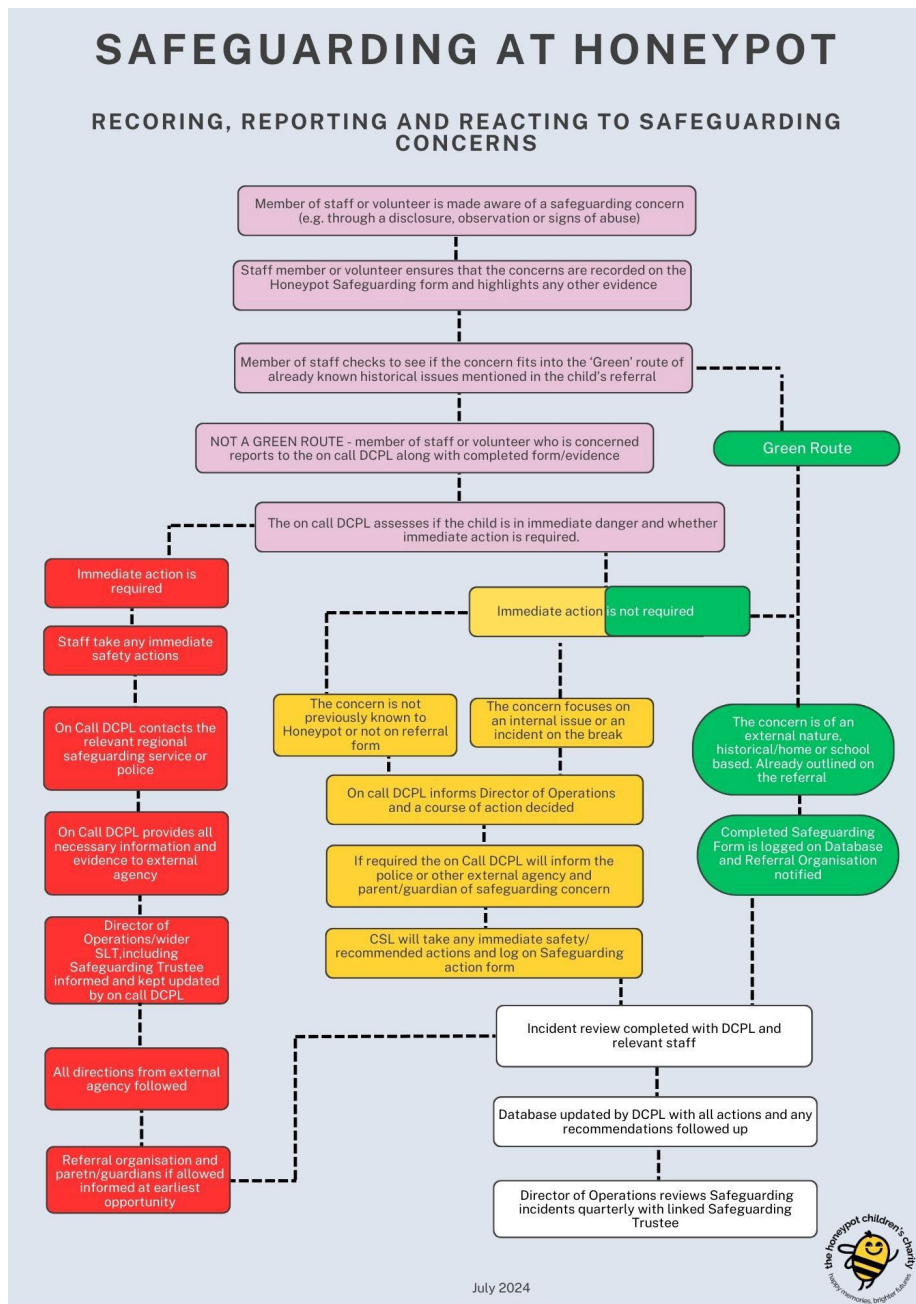 SAFEGUARDING AT HONEYPOT
RECORING, REPORTING AND REACTING TO SAFEGUARDING
CONCERNS
Member of staff or volunteer is made aware of a safeguarding concern
(e.g. through a disclosure, observation or signs of abuse)
Staff member or volunteer ensures that the concerns are recorded on the
Honeypot Safeguarding form and highlights any other evidence
Member of staff checks to see if the concern fits into the ‘Green’ route of
already known historical issues mentioned in the child's referral
NOT A GREEN ROUTE - member of staff or volunteer who is concerned
reports to the on call DCPL along with completed form/evidence
Green Route
The on call DCPL assesses if the child is in immediate danger and whether
immediate action is required.
Immediate action is
required
Staff take any immediate
safety actions
On Call DCPL contacts the
relevant regional
safeguarding service or
police
On Call DCPL provides all
necessary information and
evidence to external
agency
Director of
Operations/wider
SLT,including
Safeguarding Trustee
informed and kept updated
by on call DCPL
All directions from external
agency followed
Referral organisation and
paretn/guardians if allowed
informed at earliest
opportunity
Immediate action is not required
The concern is not
previously known to
Honeypot or not on referral
form
The concern focuses on
an internal issue or an
incident on the break
On call DCPL informs Director of Operations
and a course of action decided
If required the on Call DCPL will inform the
police or other external agency and
parent/guardian of safeguarding concern
CSL will take any immediate safety/
recommended actions and log on Safeguarding
action form
The concern is of an
external nature,
historical/home or school
based. Already outlined on
the referral
Completed Safeguarding
Form is logged on Database
and Referral Organisation
notified
Incident review completed with DCPL and
relevant staff
Database updated by DCPL with all actions and any
recommendations followed up
Director of Operations reviews Safeguarding
incidents quarterly with linked Safeguarding
Trustee
July 2024
the honeypot children's charity
happy memories, brighter futures